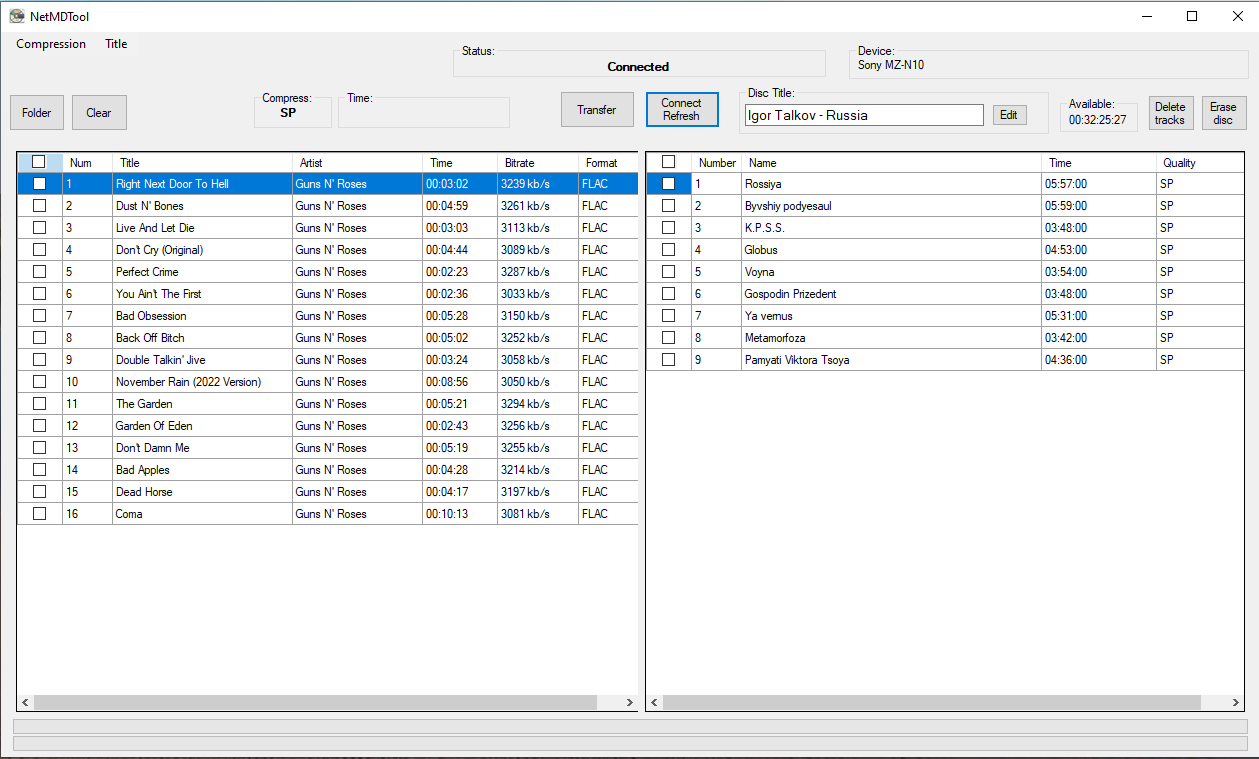 NetMDTool
Compression Title
Status:
Connected
Device:
Sony MZ-N10
Folder
Clear
Compress:
SP
Time:
Transfer
Connect
Refresh
Disc Title:
Igor Talkov - Russia
Edit
Available:
00:32:25:27
Delete
tracks
Erase
disc
Num Title Artist Time Bitrate Format
1 Right Next Door To Hell Guns N' Roses 00:03:02 3239 kb/s FLAC
2 Dust N' Bones Guns N' Roses 00:04:59 3261 kb/s FLAC
3 Live And Let Die Guns N' Roses 00:03:03 3113 kb/s FLAC
4 Don't Cry (Original) Guns N' Roses 00:04:44 3089 kb/s FLAC
5 Perfect Crime Guns N' Roses 00:02:23 3287 kb/s FLAC
6 You Ain't The First Guns N' Roses 00:02:36 3033 kb/s FLAC
7 Bad Obsession Guns N' Roses 00:05:28 3150 kb/s FLAC
8 Back Off Bitch Guns N' Roses 00:05:02 3252 kb/s FLAC
9 Double Talkin' Jive Guns N' Roses 00:03:24 3058 kb/s FLAC
10 November Rain (2022 Version) Guns N' Roses 00:08:56 3050 kb/s FLAC
11 The Garden Guns N' Roses 00:05:21 3294 kb/s FLAC
12 Garden Of Eden Guns N' Roses 00:02:43 3256 kb/s FLAC
13 Don't Damn Me Guns N' Roses 00:05:19 3255 kb/s FLAC
14 Bad Apples Guns N' Roses 00:04:28 3214 kb/s FLAC
15 Dead Horse Guns N' Roses 00:04:17 3197 kb/s FLAC
16 Coma Guns N' Roses 00:10:13 3081 kb/s FLAC
Number Name Time Quality
1 Rossiya 05:57:00 SP
2 Byvshiy podyesaul 05:59:00 SP
3 K.P.S.S. 03:48:00 SP
4 Globus 04:53:00 SP
5 Voyna 03:54:00 SP
6 Gospodin Prizedent 03:48:00 SP
7 Ya vernus 05:31:00 SP
8 Metamorfoza 03:42:00 SP
9 Pamyati Viktora Tsoya 04:36:00 SP